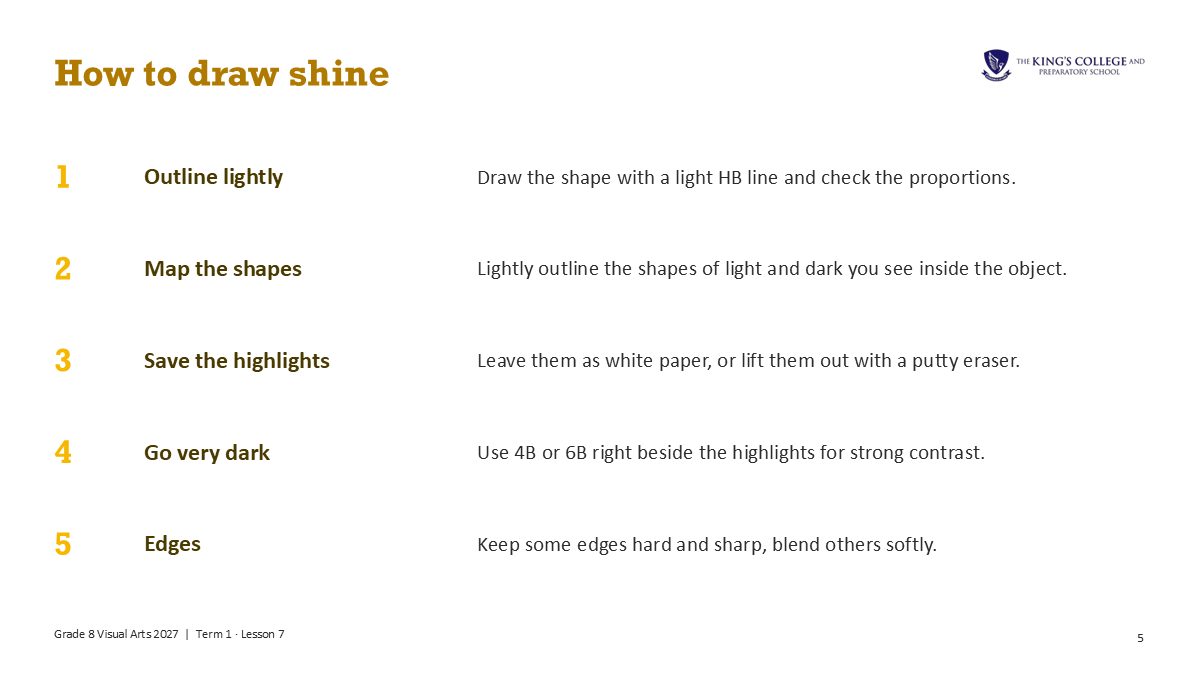 How to draw shine
THE KING'S COLLEGE AND
PREPARATORY SCHOOL
1 Outline lightly Draw the shape with a light HB line and check the proportions.
2 Map the shapes Lightly outline the shapes of light and dark you see inside the object.
3 Save the highlights Leave them as white paper, or lift them out with a putty eraser.
4 Go very dark Use 4B or 6B right beside the highlights for strong contrast.
5 Edges Keep some edges hard and sharp, blend others softly.
Grade 8 Visual Arts 2027 | Term 1 · Lesson 7
5